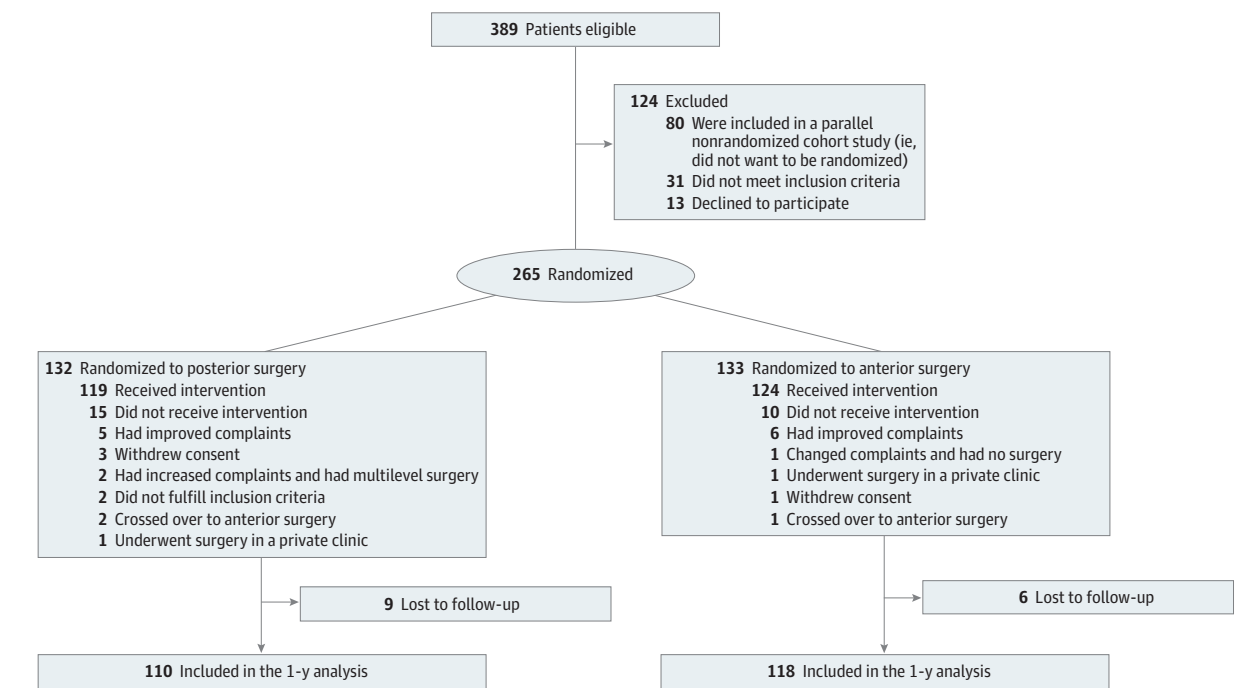 389 Patients eligible
124 Excluded
80 Were included in a parallel
nonrandomized cohort study (ie,
did not want to be randomized)
31 Did not meet inclusion criteria
13 Declined to participate
265 Randomized
132 Randomized to posterior surgery
119 Received intervention
15 Did not receive intervention
5 Had improved complaints
3 Withdrew consent
2 Had increased complaints and had multilevel surgery
2 Did not fulfill inclusion criteria
2 Crossed over to anterior surgery
1 Underwent surgery in a private clinic
133 Randomized to anterior surgery
124 Received intervention
10 Did not receive intervention
6 Had improved complaints
1 Changed complaints and had no surgery
1 Underwent surgery in a private clinic
1 Withdrew consent
1 Crossed over to anterior surgery
9 Lost to follow-up
6 Lost to follow-up
110 Included in the 1-y analysis
118 Included in the 1-y analysis